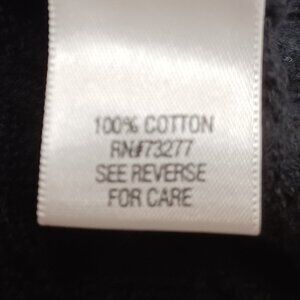 100% COTTON
RN#73277
SEE REVERSE
FOR CARE